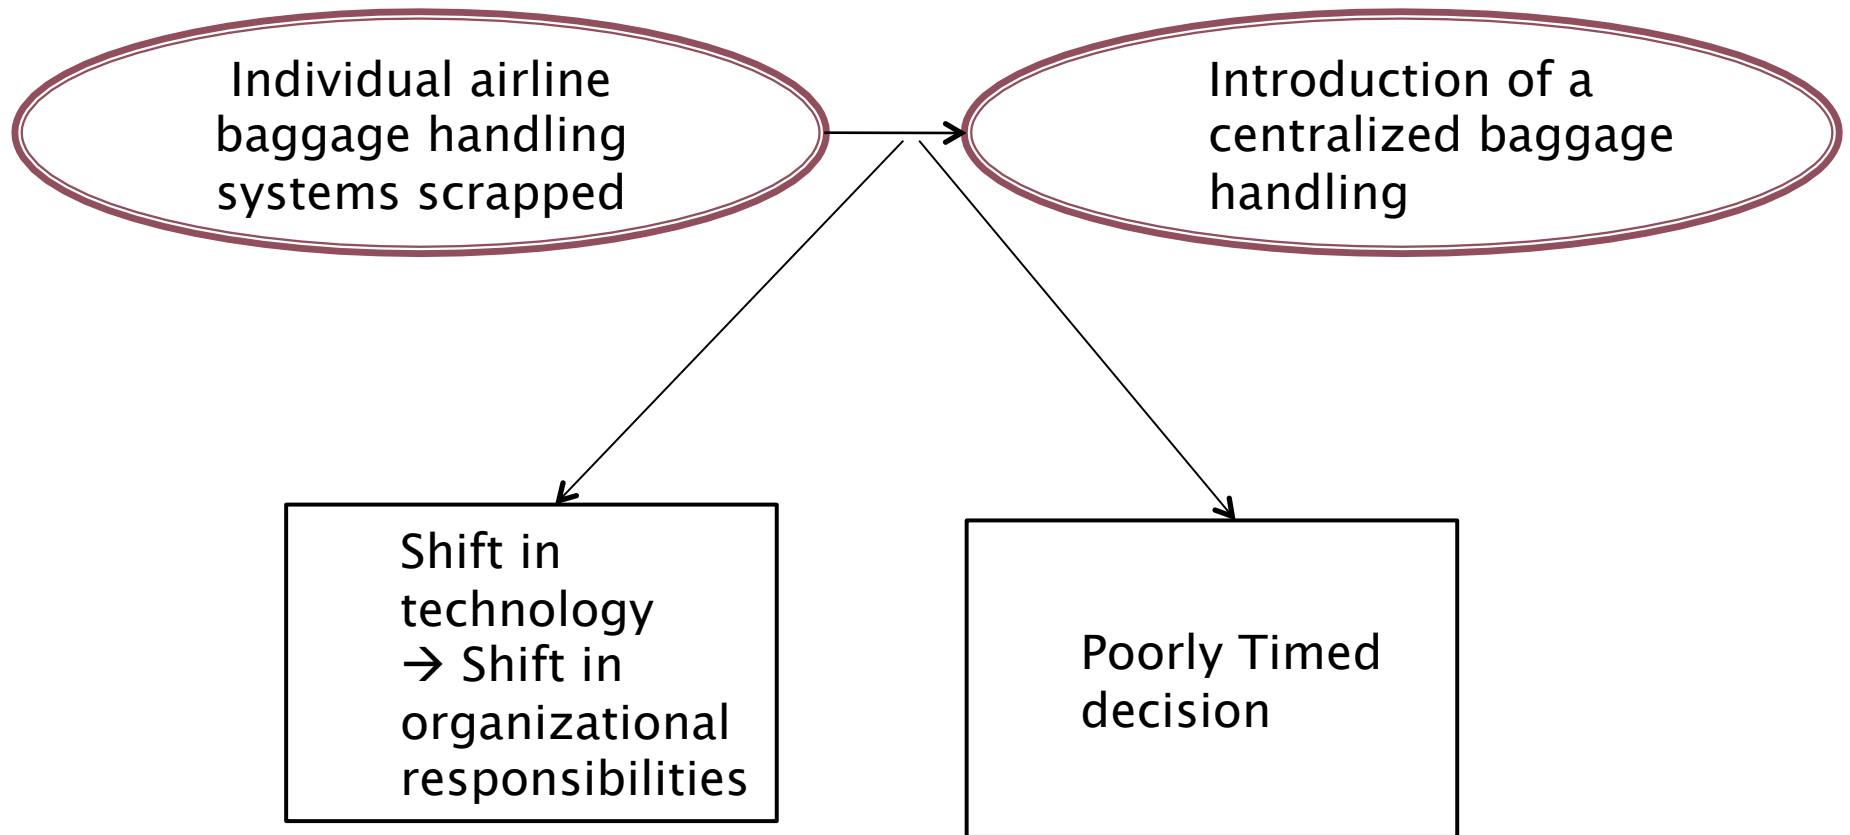 Individual airline
baggage handling
systems scrapped
Introduction of a
centralized baggage
handling
Shift in
technology
→ Shift in
organizational
responsibilities
Poorly Timed
decision